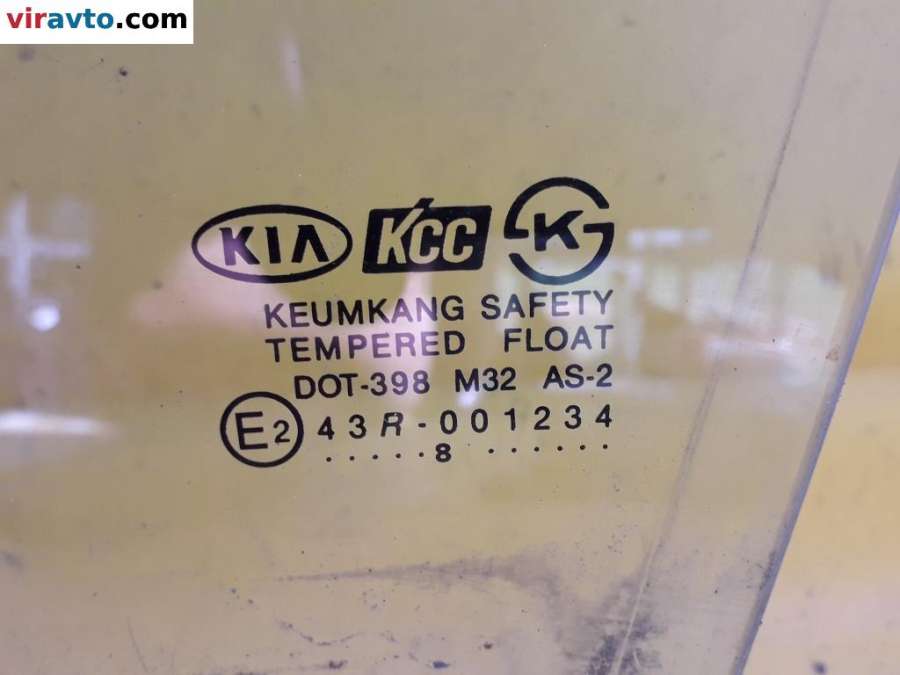 viravto.com
KIA KCC K
KEUMKANG SAFETY
TEMPERED FLOAT
DOT-398 M32 AS-2
E2 43R-001234
.....8 ......